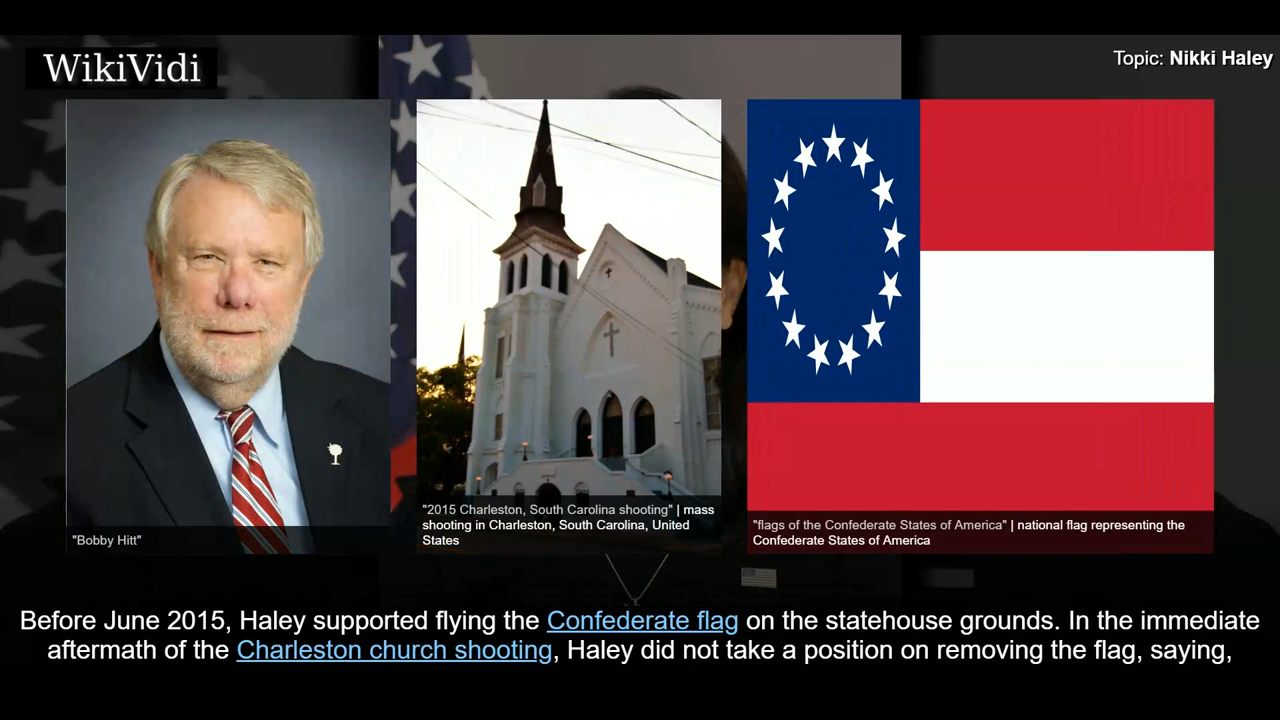 WikiVidi
Topic: Nikki Haley
"Bobby Hitt"
"2015 Charleston, South Carolina shooting" | mass
shooting in Charleston, South Carolina, United
States
"flags of the Confederate States of America" | national flag representing the
Confederate States of America
Before June 2015, Haley supported flying the Confederate flag on the statehouse grounds. In the immediate
aftermath of the Charleston church shooting, Haley did not take a position on removing the flag, saying,